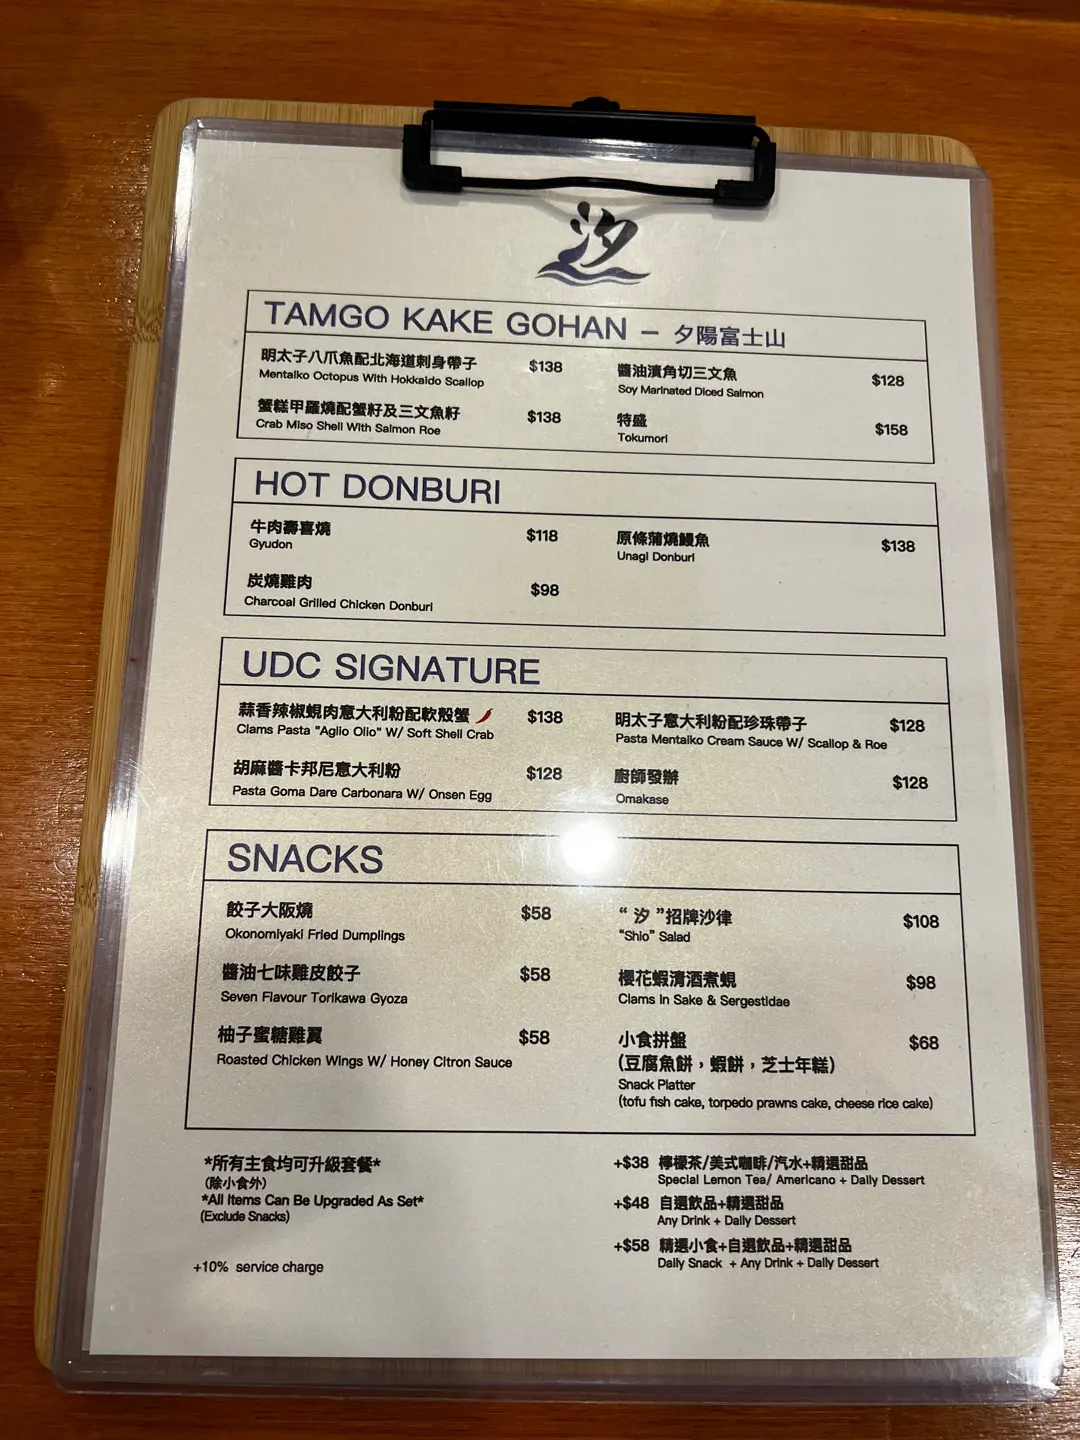 汐
TAMGO KAKE GOHAN – 夕陽富士山
明太子八爪魚配北海道刺身帶子 $138
Mentaiko Octopus With Hokkaido Scallop
醬油漬角切三文魚 $128
Soy Marinated Diced Salmon
蟹糕甲羅燒配蟹籽及三文魚籽 $138
Crab Miso Shell With Salmon Roe
特盛 $158
Tokumori
HOT DONBURI
牛肉壽喜燒 $118
Gyudon
原條蒲燒鰻魚 $138
Unagi Donburi
炭燒雞肉 $98
Charcoal Grilled Chicken Donburi
UDC SIGNATURE
蒜香辣椒蜆肉意大利粉配軟殼蟹 $138
Clams Pasta "Aglio Olio" W/ Soft Shell Crab
明太子意大利粉配珍珠帶子 $128
Pasta Mentaiko Cream Sauce W/ Scallop & Roe
胡麻醬卡邦尼意大利粉 $128
Pasta Goma Dare Carbonara W/ Onsen Egg
廚師發辦 $128
Omakase
SNACKS
餃子大阪燒 $58
Okonomiyaki Fried Dumplings
“ 汐 ”招牌沙律 $108
“Shio” Salad
醬油七味雞皮餃子 $58
Seven Flavour Torikawa Gyoza
櫻花蝦清酒煮蜆 $98
Clams In Sake & Sergestidae
柚子蜜糖雞翼 $58
Roasted Chicken Wings W/ Honey Citron Sauce
小食拼盤 $68
(豆腐魚餅，蝦餅，芝士年糕)
Snack Platter
(tofu fish cake, torpedo prawns cake, cheese rice cake)
*所有主食均可升級套餐*
(除小食外)
*All Items Can Be Upgraded As Set*
(Exclude Snacks)
+10% service charge
+$38 檸檬茶/美式咖啡/汽水+精選甜品
Special Lemon Tea/ Americano + Daily Dessert
+$48 自選飲品+精選甜品
Any Drink + Daily Dessert
+$58 精選小食+自選飲品+精選甜品
Daily Snack + Any Drink + Daily Dessert